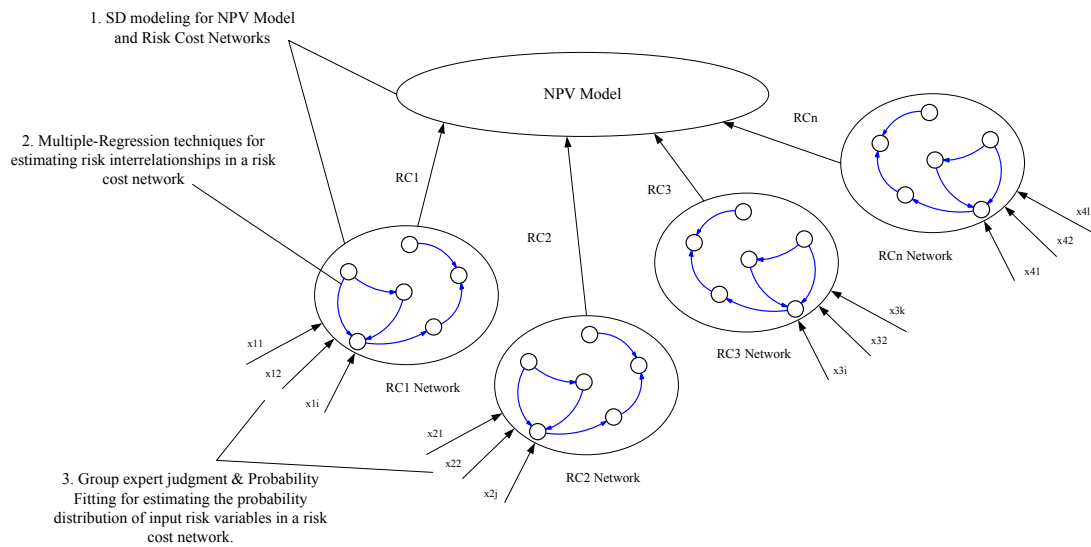 1. SD modeling for NPV Model
and Risk Cost Networks
NPV Model
RCn
2. Multiple-Regression techniques for
estimating risk interrelationships in a risk
cost network
RC1
RC3
RC2
x4l
x42
x41
RCn Network
x3k
x32
x3i
RC3 Network
x11
x12
x1i
RC1 Network
x21
x22
x2j
RC2 Network
3. Group expert judgment & Probability
Fitting for estimating the probability
distribution of input risk variables in a risk
cost network.